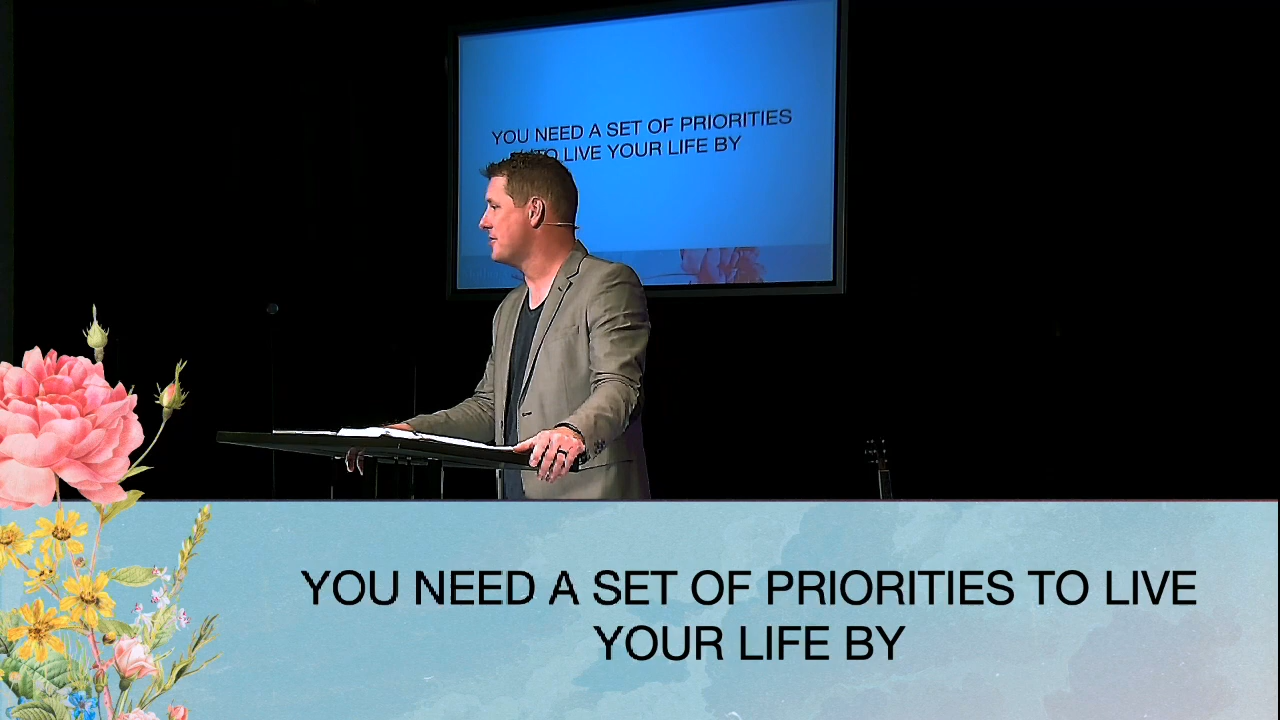 YOU NEED A SET OF PRIORITIES
TO LIVE YOUR LIFE BY
YOU NEED A SET OF PRIORITIES TO LIVE
YOUR LIFE BY